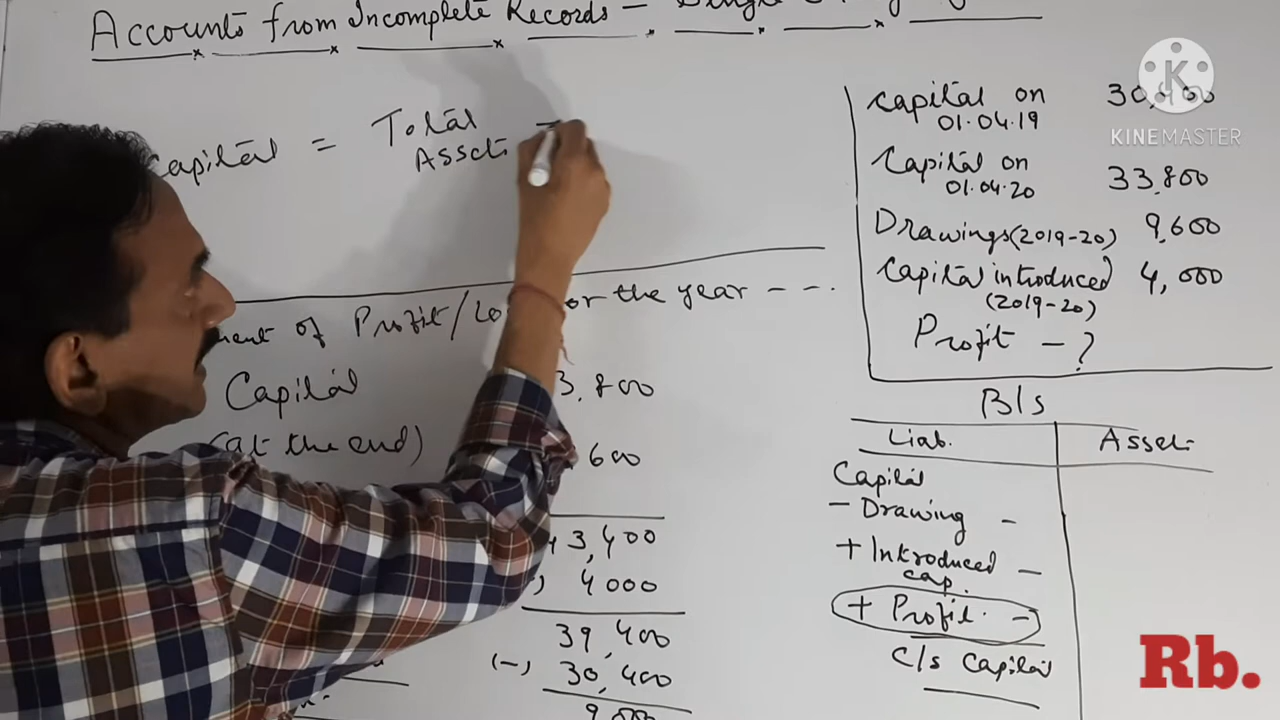 Accounts from Incomplete Records -
Capital = Total
Assets -
Profit/ or the year - - -.
Capital 3,800
(at the end) 600
3,400
4000
39,400
(-) 30,400
9,000
Capital on
01.04.19
Capital on 33,800
01.04.20
Drawings(2019-20) 9,600
Capital introduced 4,000
(2019-20)
Profit - ?
B/s
Liab. Assets
Capital
- Drawing -
+ Introduced -
cap.
+ Profit. -
C/s Capital
KINEMASTER
Rb.